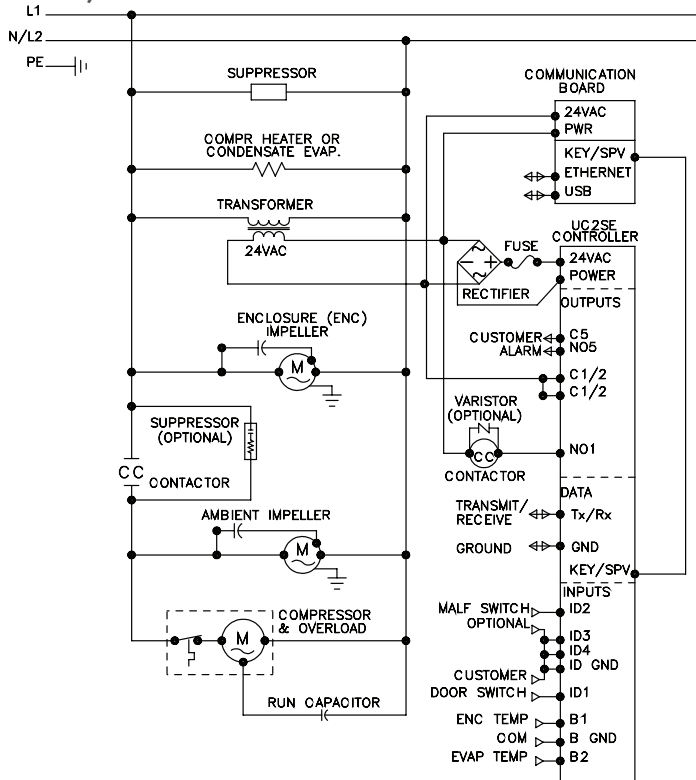 L1
N/L2
PE
SUPPRESSOR
COMPR HEATER OR
CONDENSATE EVAP.
TRANSFORMER
24VAC
ENCLOSURE (ENC)
IMPELLER
M
SUPPRESSOR
(OPTIONAL)
CC
CONTACTOR
AMBIENT IMPELLER
M
COMPRESSOR
& OVERLOAD
M
RUN CAPACITOR
COMMUNICATION
BOARD
24VAC
PWR
KEY/SPV
ETHERNET
USB
UC2SE
CONTROLLER
FUSE
24VAC
POWER
RECTIFIER
OUTPUTS
CUSTOMER
ALARM
C5
NO5
C1/2
C1/2
VARISTOR
(OPTIONAL)
CC
CONTACTOR
NO1
DATA
TRANSMIT/
RECEIVE
Tx/Rx
GROUND
GND
KEY/SPV
INPUTS
MALF SWITCH
OPTIONAL
ID2
ID3
ID4
ID GND
CUSTOMER
DOOR SWITCH
ID1
ENC TEMP
B1
COM
B GND
EVAP TEMP
B2